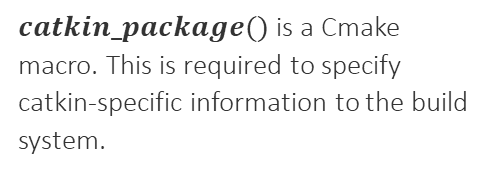 catkin_package() is a Cmake
macro. This is required to specify
catkin-specific information to the build
system.